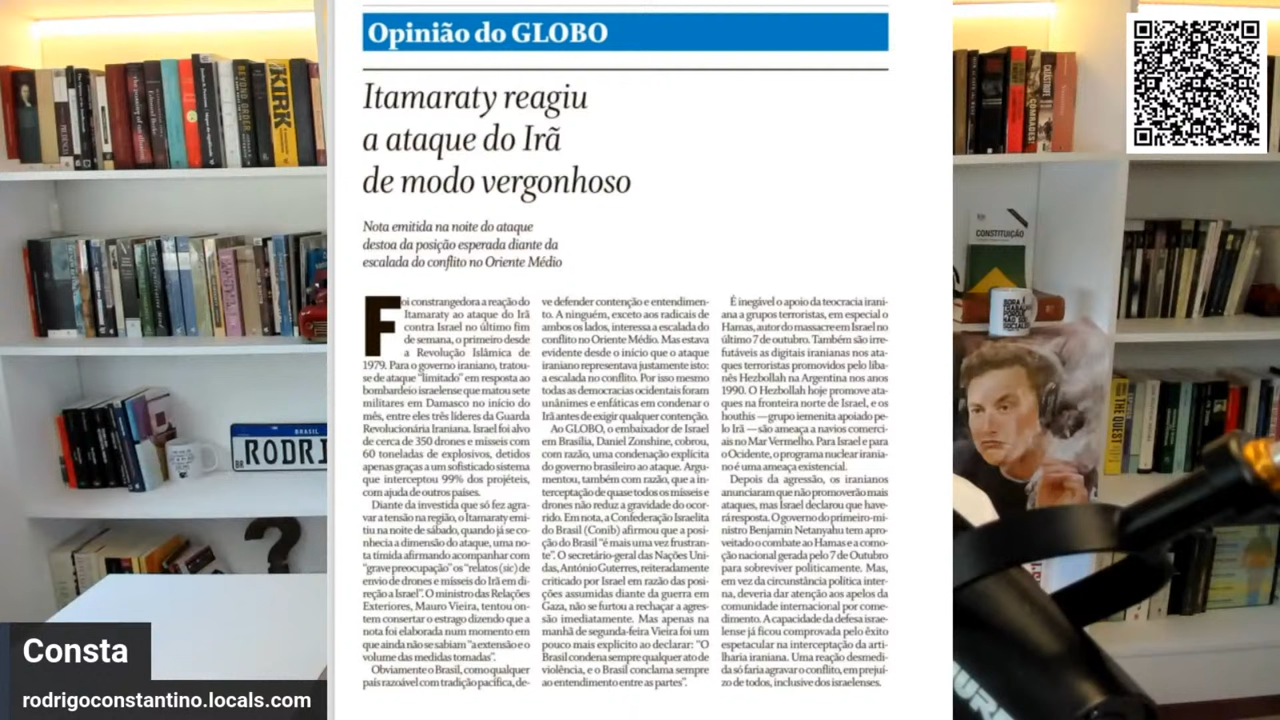 Opinião do GLOBO
Itamaraty reagiu
a ataque do Irã
de modo vergonhoso
Nota emitida na noite do ataque
destoa da posição esperada diante da
escalada do conflito no Oriente Médio
Foi constrangedora a reação do
Itamaraty ao ataque do Irã
contra Israel no último fim
de semana, o primeiro desde
a Revolução Islâmica de
1979. Para o governo iraniano, tratou-
se de ataque “limitado” em resposta ao
bombardeio israelense que matou sete
militares em Damasco no início do
mês, entre eles três líderes da Guarda
Revolucionária Iraniana. Israel foi alvo
de cerca de 350 drones e mísseis com
60 toneladas de explosivos, detidos
apenas graças a um sofisticado sistema
que interceptou 99% dos projéteis,
com ajuda de outros países.
Diante da investida que só fez agra-
var a tensão na região, o Itamaraty emi-
tiu na noite de sábado, quando já se co-
nhecia a dimensão do ataque, uma no-
ta tímida afirmando acompanhar com
“grave preocupação” os “relatos (sic) de
envio de drones e mísseis do Irã em di-
reção a Israel”. O ministro das Relações
Exteriores, Mauro Vieira, tentou on-
tem consertar o estrago dizendo que a
nota foi elaborada num momento em
que ainda não se sabiam “a extensão e o
volume das medidas tomadas”.
Obviamente o Brasil, como qualquer
país razoável com tradição pacífica, de-
ve defender contenção e entendimen-
to. A ninguém, exceto aos radicais de
ambos os lados, interessa a escalada do
conflito no Oriente Médio. Mas estava
evidente desde o início que o ataque
iraniano representava justamente isto:
a escalada no conflito. Por isso mesmo
todas as democracias ocidentais foram
unânimes e enfáticas em condenar o
Irã antes de exigir qualquer contenção.
Ao GLOBO, o embaixador de Israel
em Brasília, Daniel Zonshine, cobrou,
com razão, uma condenação explícita
do governo brasileiro ao ataque. Argu-
mentou, também com razão, que a in-
terceptação de quase todos os mísseis e
drones não reduz a gravidade do ocor-
rido. Em nota, a Confederação Israelita
do Brasil (Conib) afirmou que a posi-
ção do Brasil “é mais uma vez frustran-
te”. O secretário-geral das Nações Uni-
das, António Guterres, reiteradamente
criticado por Israel em razão das posi-
ções assumidas diante da guerra em
Gaza, não se furtou a rechaçar a agres-
são imediatamente. Mas apenas na
manhã de segunda-feira Vieira foi um
pouco mais explícito ao declarar: “O
Brasil condena sempre qualquer ato de
violência, e o Brasil conclama sempre
ao entendimento entre as partes”.
É inegável o apoio da teocracia irani-
ana a grupos terroristas, em especial o
Hamas, autor do massacre em Israel no
último 7 de outubro. Também são irre-
futáveis as digitais iranianas nos ata-
ques terroristas promovidos pelo liba-
nês Hezbollah na Argentina nos anos
1990. O Hezbollah hoje promove ata-
ques na fronteira norte de Israel, e os
houthis — grupo iemenita apoiado pe-
lo Irã — são ameaça a navios comerci-
ais no Mar Vermelho. Para Israel e para
o Ocidente, o programa nuclear irania-
no é uma ameaça existencial.
Depois da agressão, os iranianos
anunciaram que não promoverão mais
ataques, mas Israel declarou que have-
rá resposta. O governo do primeiro-mi-
nistro Benjamin Netanyahu tem apro-
veitado o combate ao Hamas e a como-
ção nacional gerada pelo 7 de Outubro
para sobreviver politicamente. Mas,
em vez da circunstância política inter-
na, deveria dar atenção aos apelos da
comunidade internacional por come-
dimento. A capacidade da defesa israe-
lense já ficou comprovada pelo êxito
espetacular na interceptação da arti-
lharia iraniana. Uma reação desmedi-
da só faria agravar o conflito, em prejuí-
zo de todos, inclusive dos israelenses.
BEYOND ORDER
KIRK
BRASIL
BR
RODRI
CONSTITUIÇÃO
COMRADES!
THE QUEST
Consta
rodrigoconstantino.locals.com